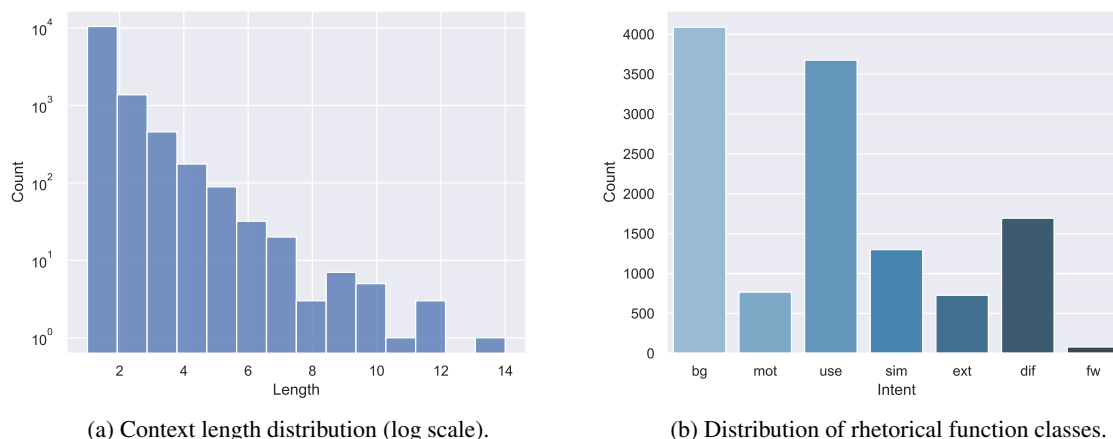 10^4
10^3
10^2
10^1
10^0
Count
2 4 6 8 10 12 14
Length
(a) Context length distribution (log scale).
4000
3500
3000
2500
2000
1500
1000
500
0
Count
bg mot use sim ext dif fw
Intent
(b) Distribution of rhetorical function classes.